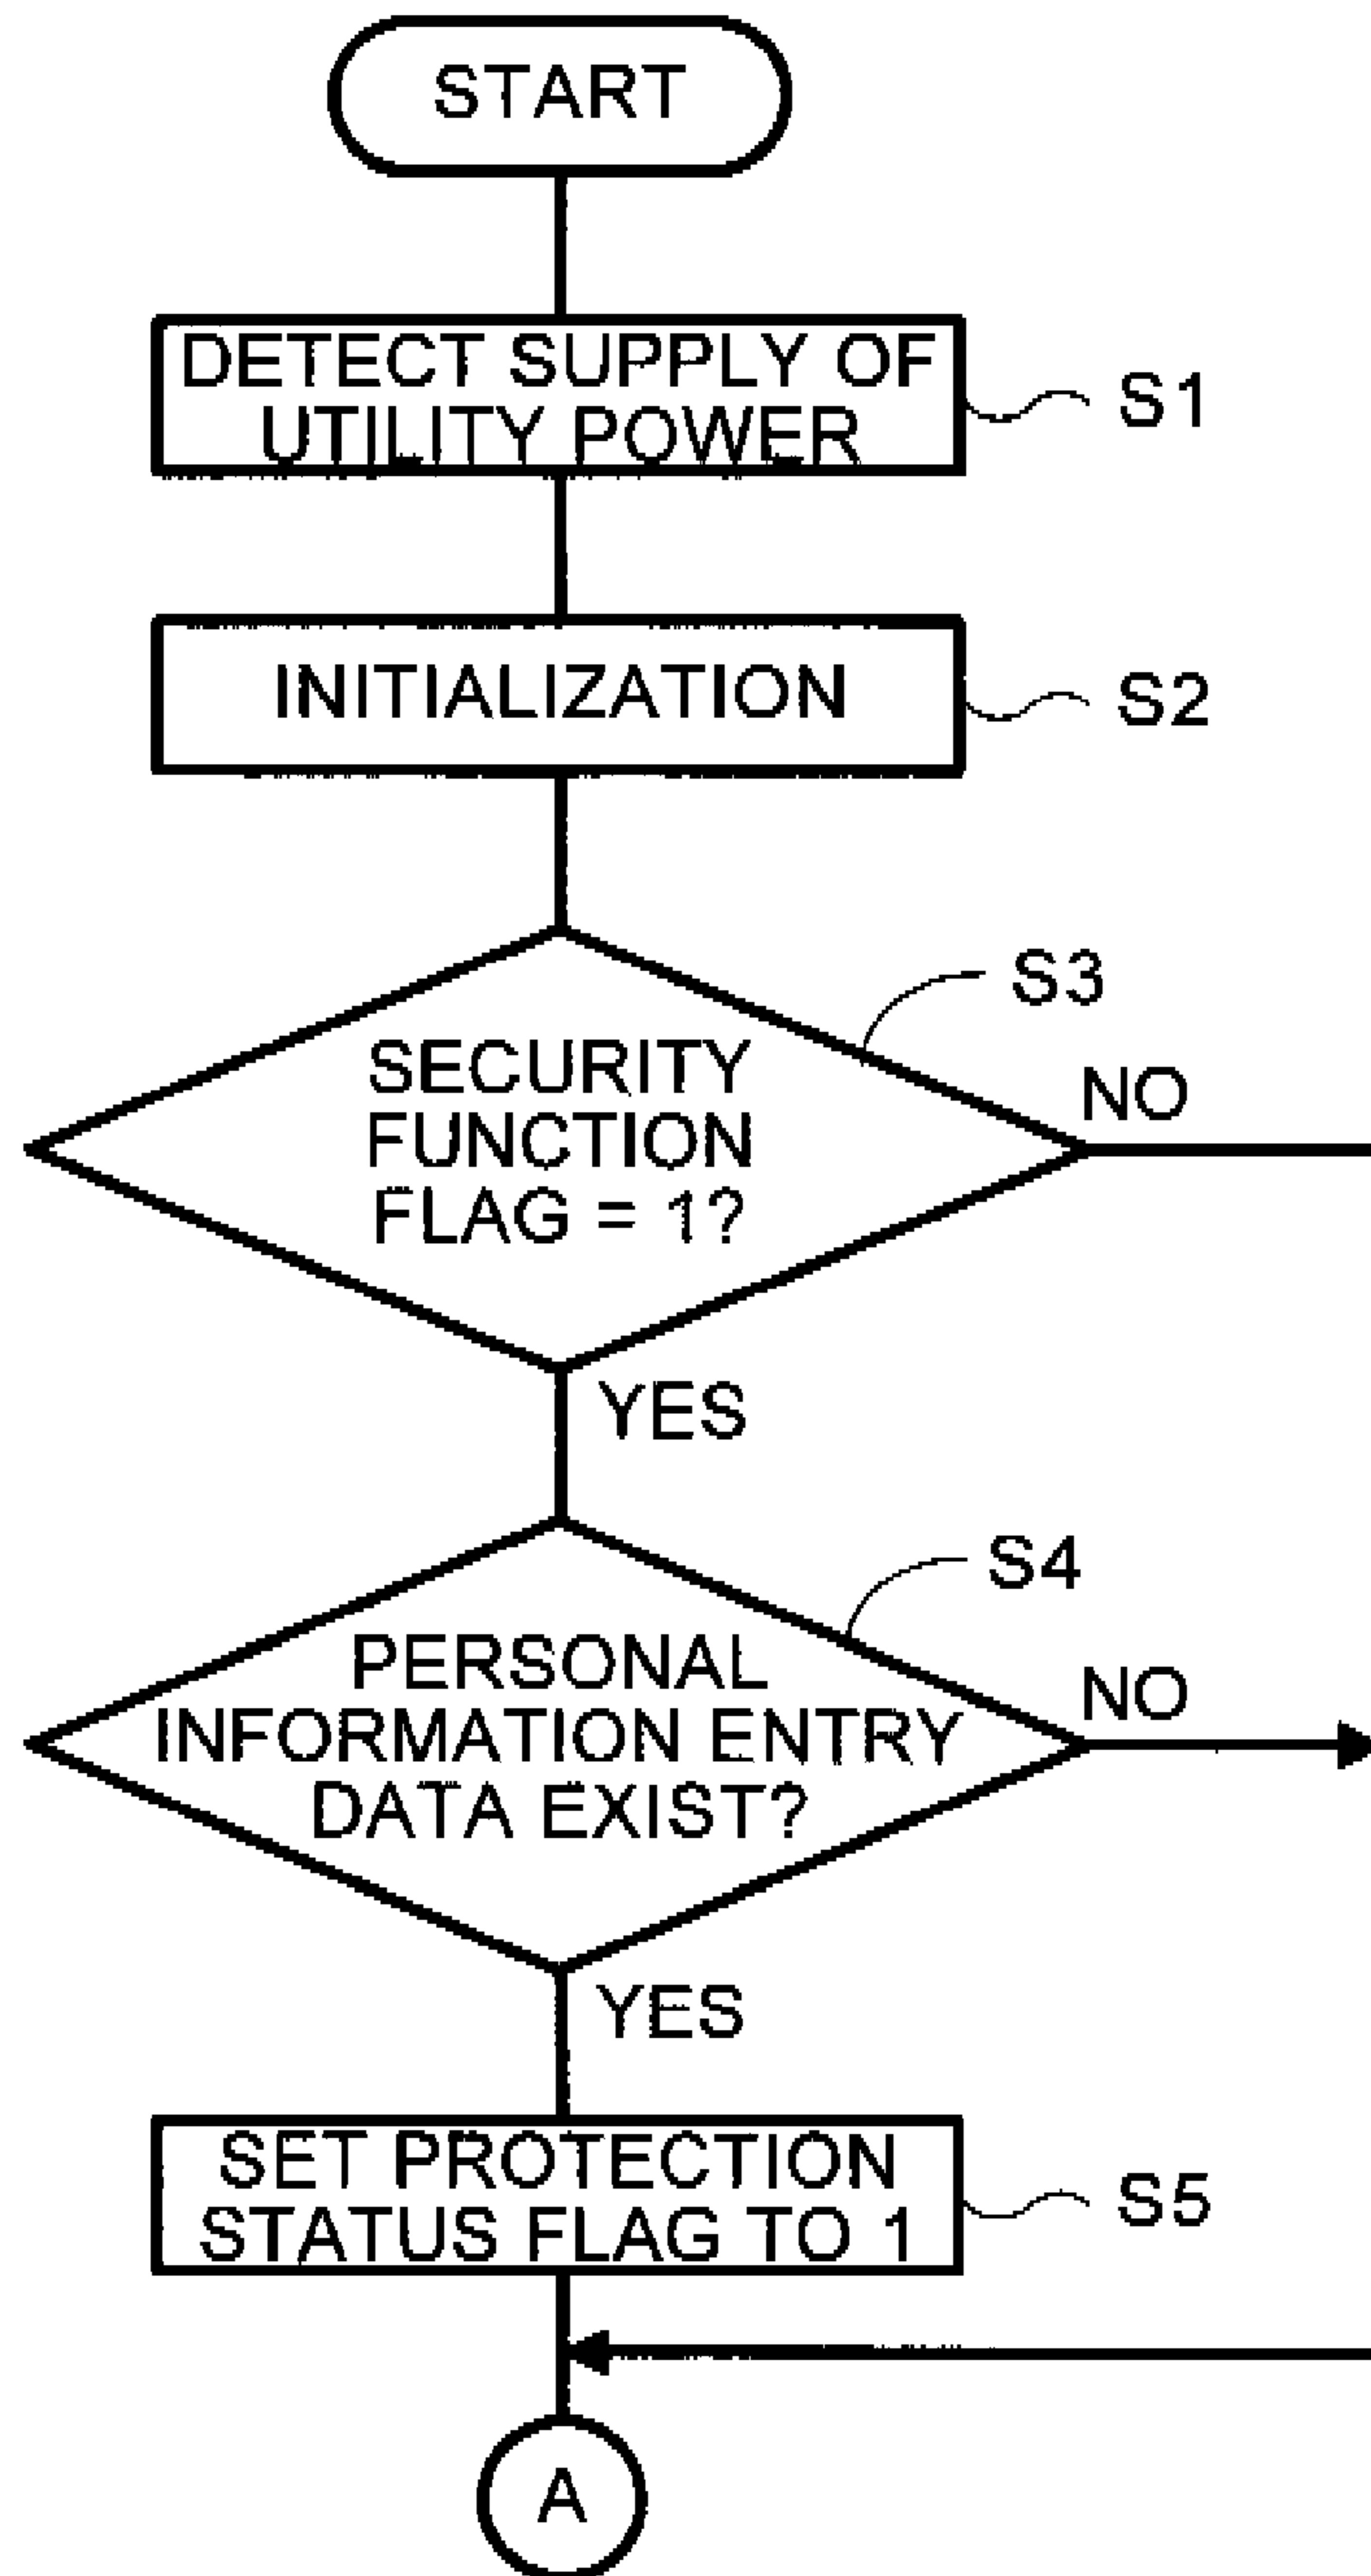 START
DETECT SUPPLY OF
UTILITY POWER
S1
INITIALIZATION
S2
S3
SECURITY
FUNCTION
FLAG = 1?
NO
YES
S4
PERSONAL
INFORMATION ENTRY
DATA EXIST?
NO
YES
SET PROTECTION
STATUS FLAG TO 1
S5
A